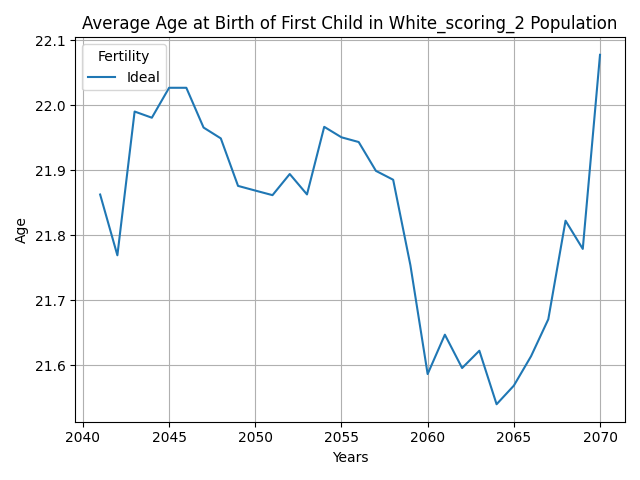 Average Age at Birth of First Child in White_scoring_2 Population
22.1
22.0
21.9
21.8
21.7
21.6
Age
Fertility
Ideal
2040 2045 2050 2055 2060 2065 2070
Years